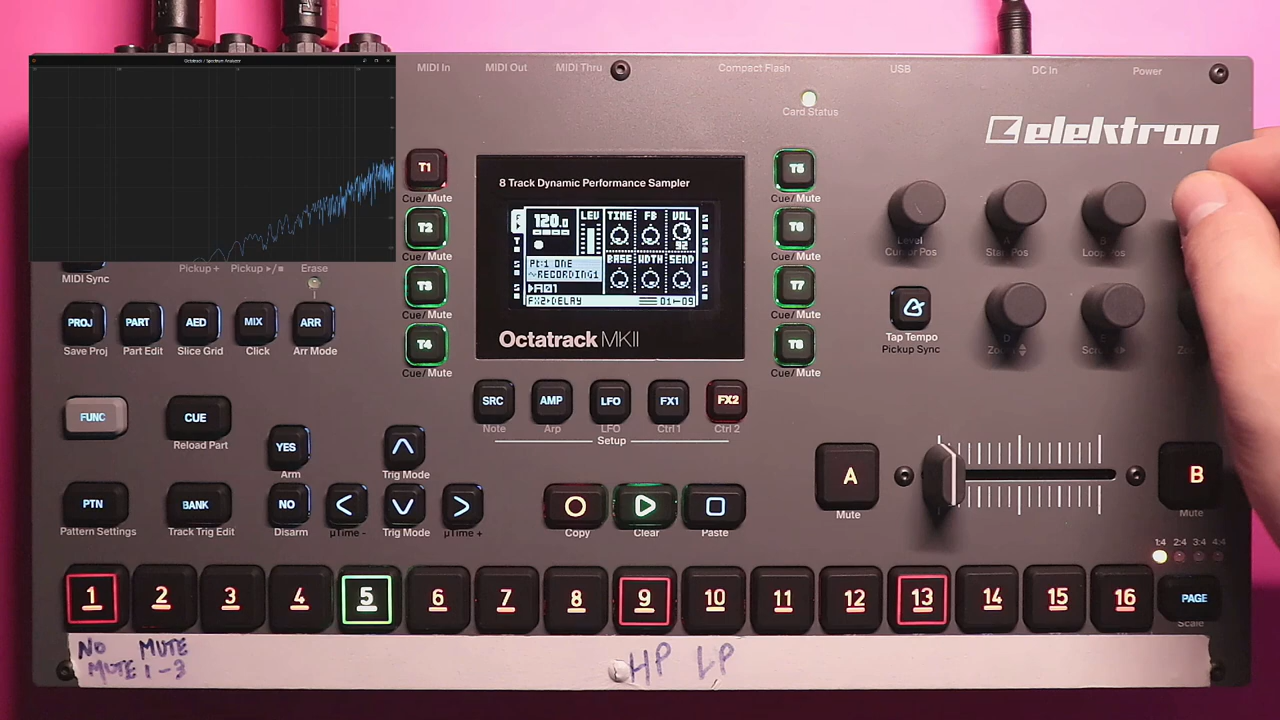 MIDI In MIDI Out MIDI Thru Compact Flash USB DC In Power
Octatrack / Spectrum Analyzer
Card Status
elektron
8 Track Dynamic Performance Sampler
T1
Cue/Mute
T2
Cue/Mute
T3
Cue/Mute
T4
Cue/Mute
T5
Cue/Mute
T6
Cue/Mute
T7
Cue/Mute
T8
Cue/Mute
120.0 LEV TIME FB VOL
92
PT:1 ONE BASE WDTH SEND
~RECORDING1
A01
FX2>DELAY 01 09
Octatrack MKII
Level
Cursor Pos
A
Start Pos
B
Loop Pos
D
Zoom
E
Scroll
Tap Tempo
Pickup Sync
MIDI Sync
Pickup + Pickup Erase
PROJ PART AED MIX ARR
Save Proj Part Edit Slice Grid Click Arr Mode
SRC AMP LFO FX1 FX2
Note Arp LFO Ctrl 1 Ctrl 2
Setup
FUNC CUE
Reload Part
YES
Arm
Trig Mode
PTN BANK NO
Pattern Settings Track Trig Edit Disarm µTime - Trig Mode µTime +
Copy Clear Paste
A
Mute
B
Mute
1:4 2:4 3:4 4:4
1 2 3 4 5 6 7 8 9 10 11 12 13 14 15 16
PAGE
Scale
NO MUTE
MUTE 1-3
HP LP